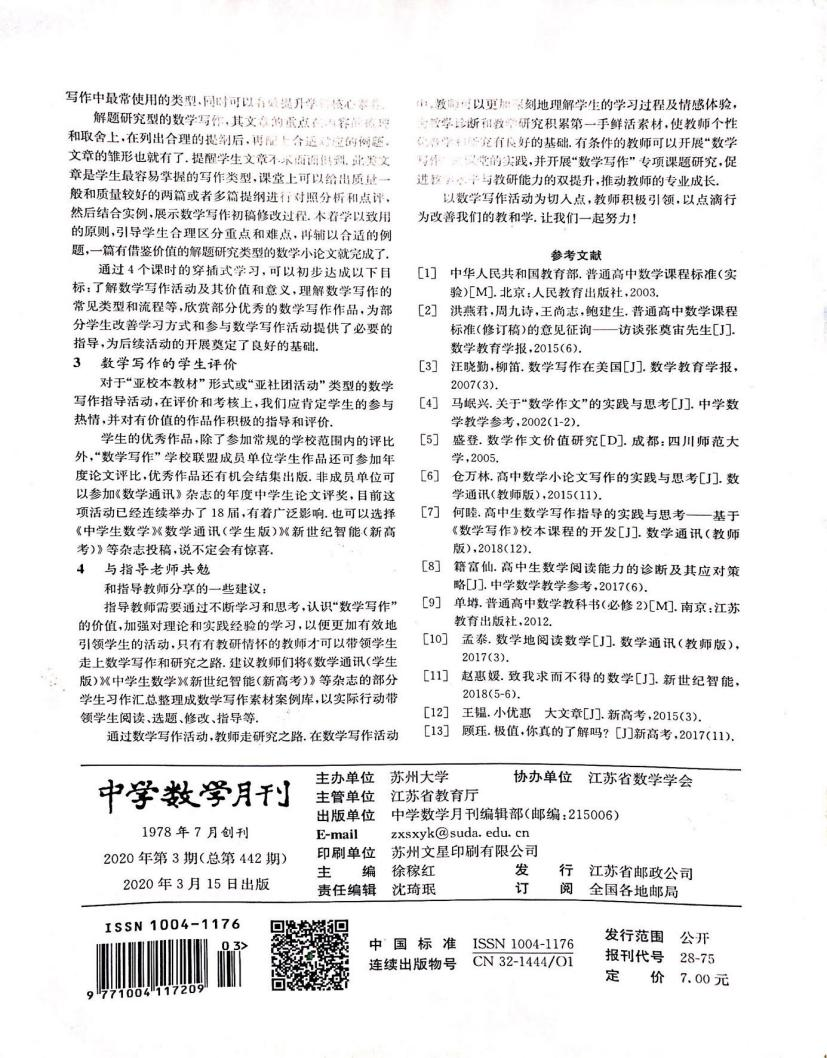 写作中最常使用的类型,同时可以有效提升学 核心素养.
解题研究型的数学写作,其文章的重点在内容的梳理
和取舍上,在列出合理的提纲后,再配上合适对应的例题,
文章的雏形也就有了.提醒学生文章不求面面俱到,此类文
章是学生最容易掌握的写作类型,课堂上可以给出质量一
般和质量较好的两篇或者多篇提纲进行对照分析和点评,
然后结合实例,展示数学写作初稿修改过程.本着学以致用
的原则,引导学生合理区分重点和难点,再辅以合适的例
题,一篇有借鉴价值的解题研究类型的数学小论文就完成了.
通过4个课时的穿插式学习,可以初步达成以下目
标:了解数学写作活动及其价值和意义,理解数学写作的
常见类型和流程等,欣赏部分优秀的数学写作作品,为部
分学生改善学习方式和参与数学写作活动提供了必要的
指导,为后续活动的开展奠定了良好的基础.
3 数学写作的学生评价
对于“亚校本教材”形式或“亚社团活动”类型的数学
写作指导活动,在评价和考核上,我们应肯定学生的参与
热情,并对有价值的作品作积极的指导和评价.
学生的优秀作品,除了参加常规的学校范围内的评比
外,“数学写作”学校联盟成员单位学生作品还可参加年
度论文评比,优秀作品还有机会结集出版.非成员单位可
以参加《数学通讯》杂志的年度中学生论文评奖,目前这
项活动已经连续举办了18届,有着广泛影响.也可以选择
《中学生数学》《数学通讯(学生版)》《新世纪智能(新高
考)》等杂志投稿,说不定会有惊喜.
4 与指导老师共勉
和指导教师分享的一些建议:
指导教师需要通过不断学习和思考,认识“数学写作”
的价值,加强对理论和实践经验的学习,以便更加有效地
引领学生的活动,只有有教研情怀的教师才可以带领学生
走上数学写作和研究之路.建议教师们将《数学通讯(学生
版)》《中学生数学》《新世纪智能(新高考)》等杂志的部分
学生习作汇总整理成数学写作素材案例库,以实际行动带
领学生阅读、选题、修改、指导等.
通过数学写作活动,教师走研究之路.在数学写作活动
中,教师可以更加深刻地理解学生的学习过程及情感体验,
为教学诊断和教学研究积累第一手鲜活素材,使教师个性
研究有良好的基础.有条件的教师可以开展“数学
写作” 课堂的实践,并开展“数学写作”专项课题研究,促
进教 水平与教研能力的双提升,推动教师的专业成长.
以数学写作活动为切入点,教师积极引领,以点滴行
为改善我们的教和学.让我们一起努力!
参考文献
[1] 中华人民共和国教育部.普通高中数学课程标准(实
验)[M].北京:人民教育出版社,2003.
[2] 洪燕君,周九诗,王尚志,鲍建生.普通高中数学课程
标准(修订稿)的意见征询——访谈张奠宙先生[J].
数学教育学报,2015(6).
[3] 汪晓勤,柳笛.数学写作在美国[J].数学教育学报,
2007(3).
[4] 马岷兴.关于“数学作文”的实践与思考[J].中学数
学教学参考,2002(1-2).
[5] 盛登.数学作文价值研究[D].成都:四川师范大
学,2005.
[6] 仓万林.高中数学小论文写作的实践与思考[J].数
学通讯(教师版),2015(11).
[7] 何睦.高中生数学写作指导的实践与思考——基于
《数学写作》校本课程的开发[J].数学通讯(教师
版),2018(12).
[8] 籍富仙.高中生数学阅读能力的诊断及其应对策
略[J].中学数学教学参考,2017(6).
[9] 单墫.普通高中数学教科书(必修2)[M].南京:江苏
教育出版社,2012.
[10] 孟泰.数学地阅读数学[J].数学通讯(教师版),
2017(3).
[11] 赵惠媛.致我求而不得的数学[J].新世纪智能,
2018(5-6).
[12] 王韫.小优惠 大文章[J].新高考,2015(3).
[13] 顾珏.极值,你真的了解吗?[J]新高考,2017(11).
中学数学月刊
1978年7月创刊
2020年第3期(总第442期)
2020年3月15日出版
主办单位 苏州大学 协办单位 江苏省数学学会
主管单位 江苏省教育厅
出版单位 中学数学月刊编辑部(邮编:215006)
E-mail zxsxyk@suda.edu.cn
印刷单位 苏州文星印刷有限公司
主 编 徐稼红 发 行 江苏省邮政公司
责任编辑 沈琦珉 订 阅 全国各地邮局
ISSN 1004-1176
03>
9 771004 117209
中国标准 ISSN 1004-1176
连续出版物号 CN 32-1444/O1
发行范围 公开
报刊代号 28-75
定 价 7.00元